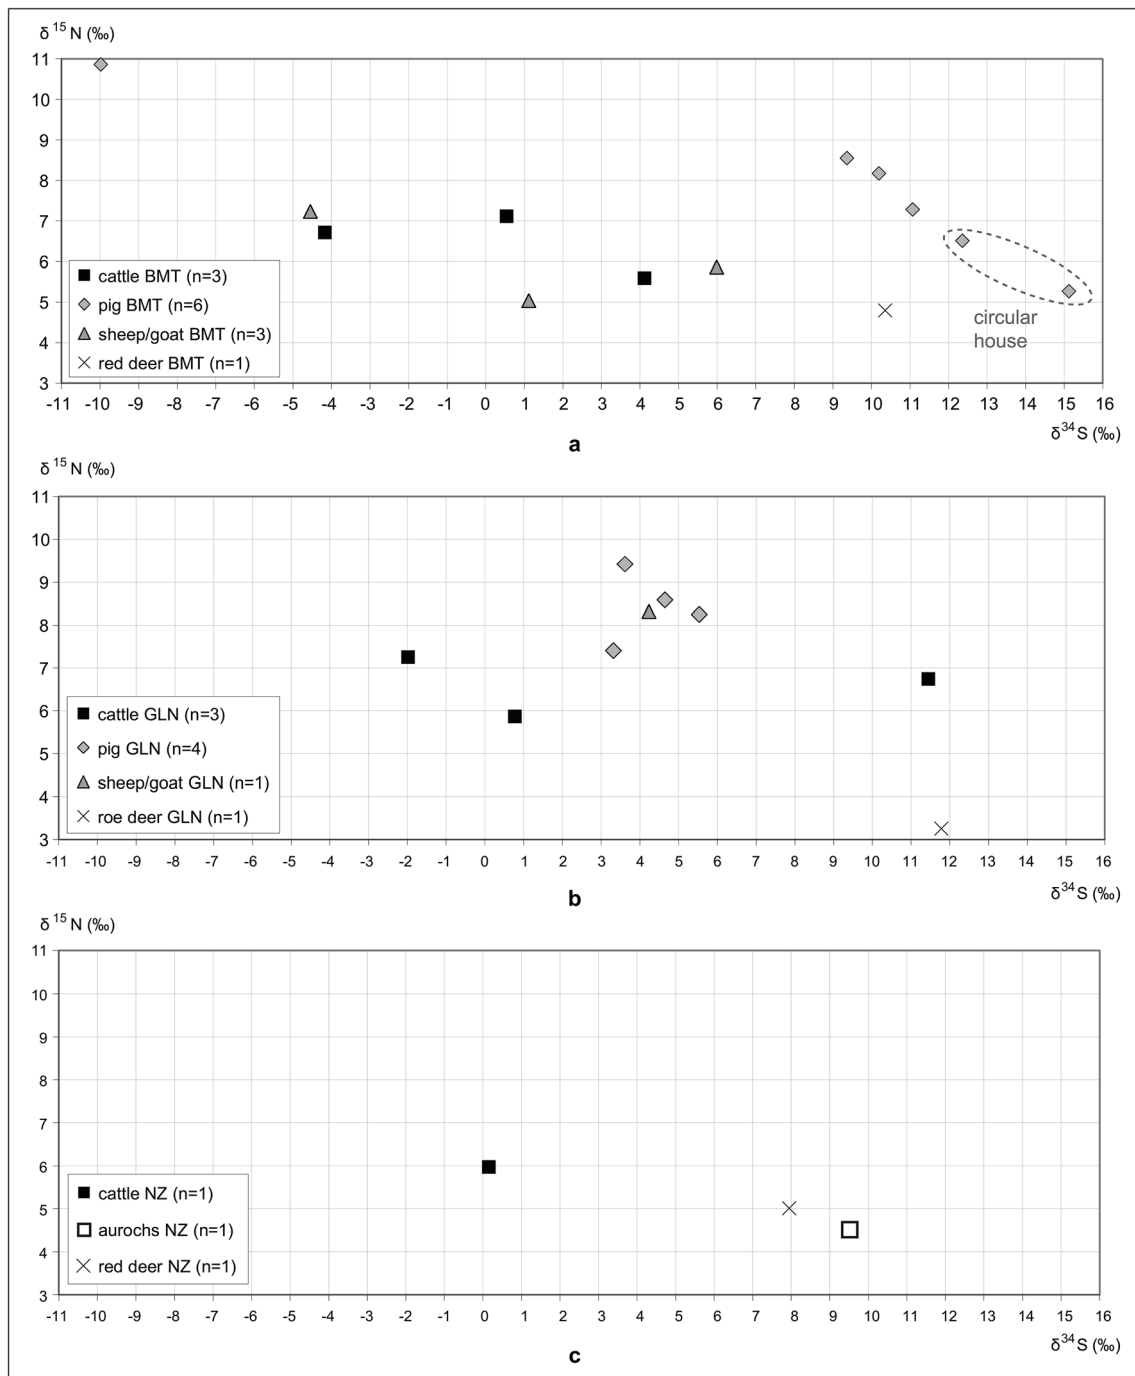 δ¹⁵N (‰)
11
10
9
8
7
6
5
4
3
cattle BMT (n=3)
pig BMT (n=6)
sheep/goat BMT (n=3)
red deer BMT (n=1)
circular
house
-11 -10 -9 -8 -7 -6 -5 -4 -3 -2 -1 0 1 2 3 4 5 6 7 8 9 10 11 12 13 14 15 16
δ³⁴S (‰)
a
δ¹⁵N (‰)
11
10
9
8
7
6
5
4
3
cattle GLN (n=3)
pig GLN (n=4)
sheep/goat GLN (n=1)
roe deer GLN (n=1)
-11 -10 -9 -8 -7 -6 -5 -4 -3 -2 -1 0 1 2 3 4 5 6 7 8 9 10 11 12 13 14 15 16
δ³⁴S (‰)
b
δ¹⁵N (‰)
11
10
9
8
7
6
5
4
3
cattle NZ (n=1)
aurochs NZ (n=1)
red deer NZ (n=1)
-11 -10 -9 -8 -7 -6 -5 -4 -3 -2 -1 0 1 2 3 4 5 6 7 8 9 10 11 12 13 14 15 16
δ³⁴S (‰)
c